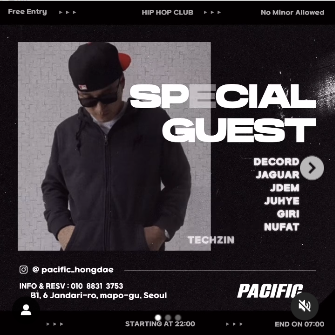 Free Entry ▸ ▸ ▸ HIP HOP CLUB ▸ ▸ ▸ No Minor Allowed
SPECIAL
GUEST
DECORD
JAGUAR
JDEM
JUHYE
GIRI
NUFAT
TECHZIN
@ pacific_hongdae
INFO & RESV : 010 8831 3753
B1, 6 Jandari-ro, mapo-gu, Seoul
PACIFIC
▸ ▸ ▸ STARTING AT 22:00 ▸ ▸ ▸ END ON 07:00